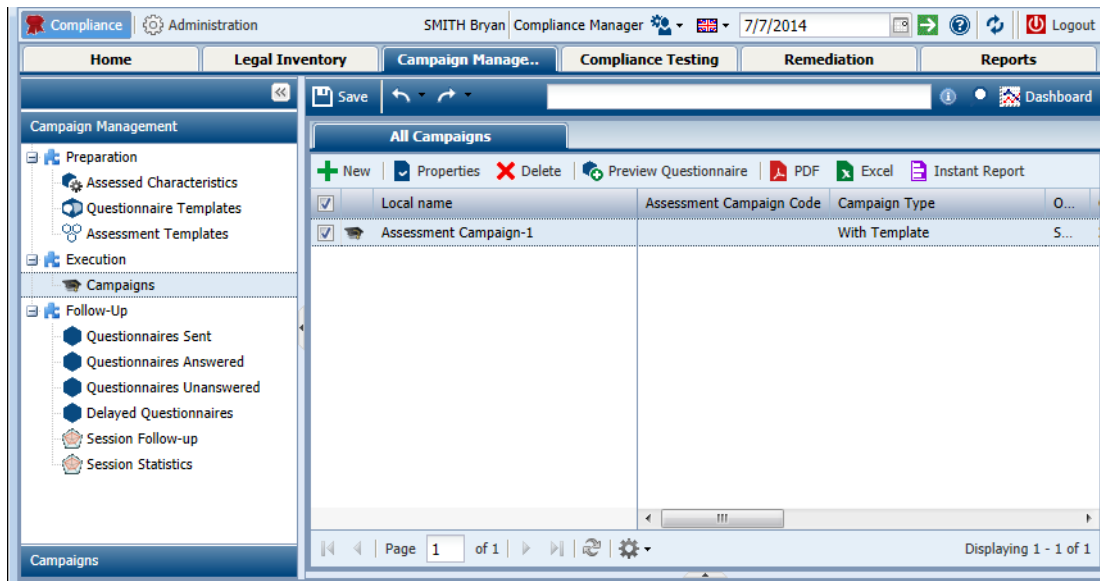 Compliance Administration SMITH Bryan Compliance Manager 7/7/2014 Logout
Home Legal Inventory Campaign Manage... Compliance Testing Remediation Reports
Save Dashboard
Campaign Management
All Campaigns
Preparation
Assessed Characteristics
Questionnaire Templates
Assessment Templates
Execution
Campaigns
Follow-Up
Questionnaires Sent
Questionnaires Answered
Questionnaires Unanswered
Delayed Questionnaires
Session Follow-up
Session Statistics
Campaigns
New Properties Delete Preview Questionnaire PDF Excel Instant Report
Local name Assessment Campaign Code Campaign Type O...
Assessment Campaign-1 With Template S...
Page 1 of 1 Displaying 1 - 1 of 1